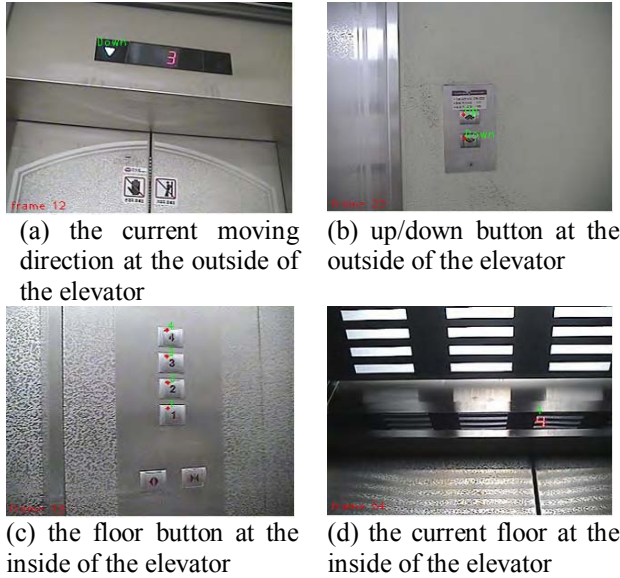 Down
3
frame 12
(a) the current moving
direction at the outside of
the elevator
Down
(b) up/down button at the
outside of the elevator
4
3
2
1
(c) the floor button at the
inside of the elevator
4
(d) the current floor at the
inside of the elevator